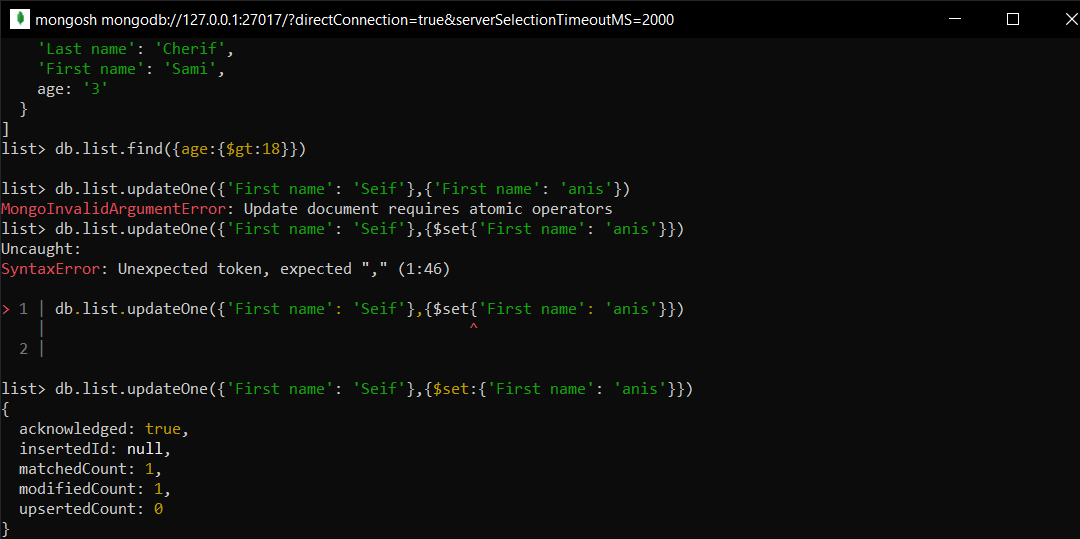 mongosh mongodb://127.0.0.1:27017/?directConnection=true&serverSelectionTimeoutMS=2000
    'Last name': 'Cherif',
    'First name': 'Sami',
    age: '3'
  }
]
list> db.list.find({age:{$gt:18}})

list> db.list.updateOne({'First name': 'Seif'},{'First name': 'anis'})
MongoInvalidArgumentError: Update document requires atomic operators
list> db.list.updateOne({'First name': 'Seif'},{$set{'First name': 'anis'}})
Uncaught:
SyntaxError: Unexpected token, expected "," (1:46)

> 1 | db.list.updateOne({'First name': 'Seif'},{$set{'First name': 'anis'}})
    |                                               ^
  2 |

list> db.list.updateOne({'First name': 'Seif'},{$set:{'First name': 'anis'}})
{
  acknowledged: true,
  insertedId: null,
  matchedCount: 1,
  modifiedCount: 1,
  upsertedCount: 0
}